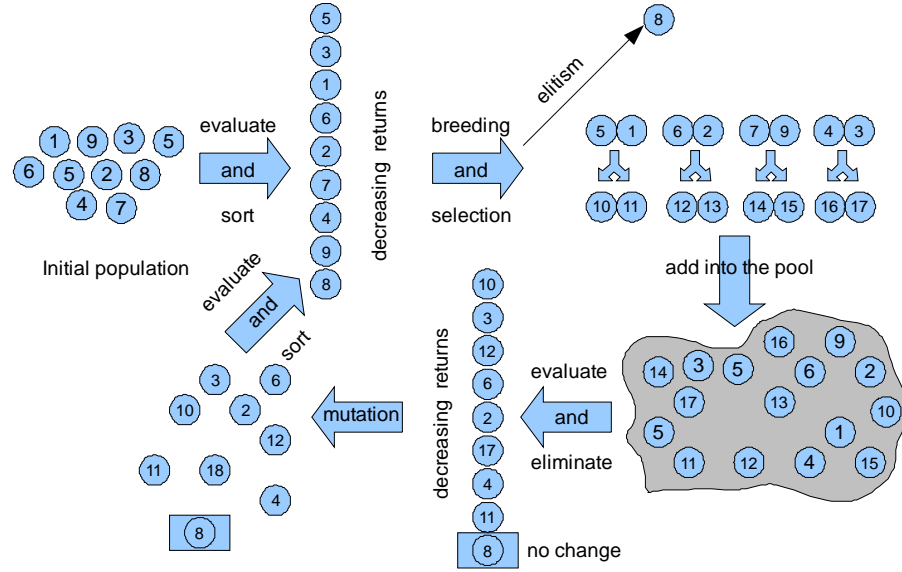 1 9 3 5
6 5 2 8
4 7
Initial population
evaluate
and
sort
5
3
1
6
2
7
4
9
8
decreasing returns
breeding
and
selection
elitism
8
5 1 6 2 7 9 4 3
10 11 12 13 14 15 16 17
add into the pool
16 9
14 3 5 6 2
17 13 10
5 1
11 12 4 15
evaluate
and
eliminate
10
3
12
6
2
17
4
11
8
no change
decreasing returns
mutation
3 6
10 2
12
11 18
4
8
evaluate
and
sort